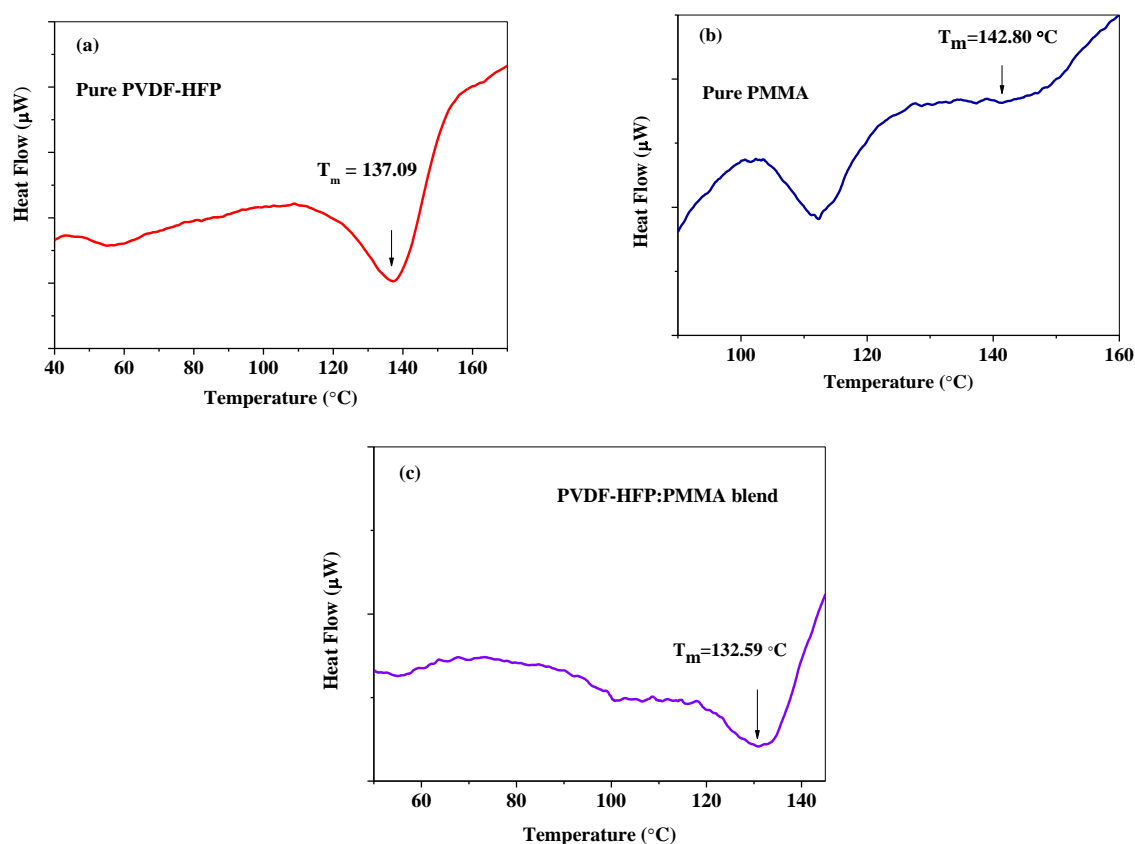 (a)
Pure PVDF-HFP
Tm = 137.09
Heat Flow (μW)
40 60 80 100 120 140 160
Temperature (°C)
(b)
Tm=142.80 °C
Pure PMMA
Heat Flow (μW)
100 120 140 160
Temperature (°C)
(c)
PVDF-HFP:PMMA blend
Tm=132.59 °C
Heat Flow (μW)
60 80 100 120 140
Temperature (°C)